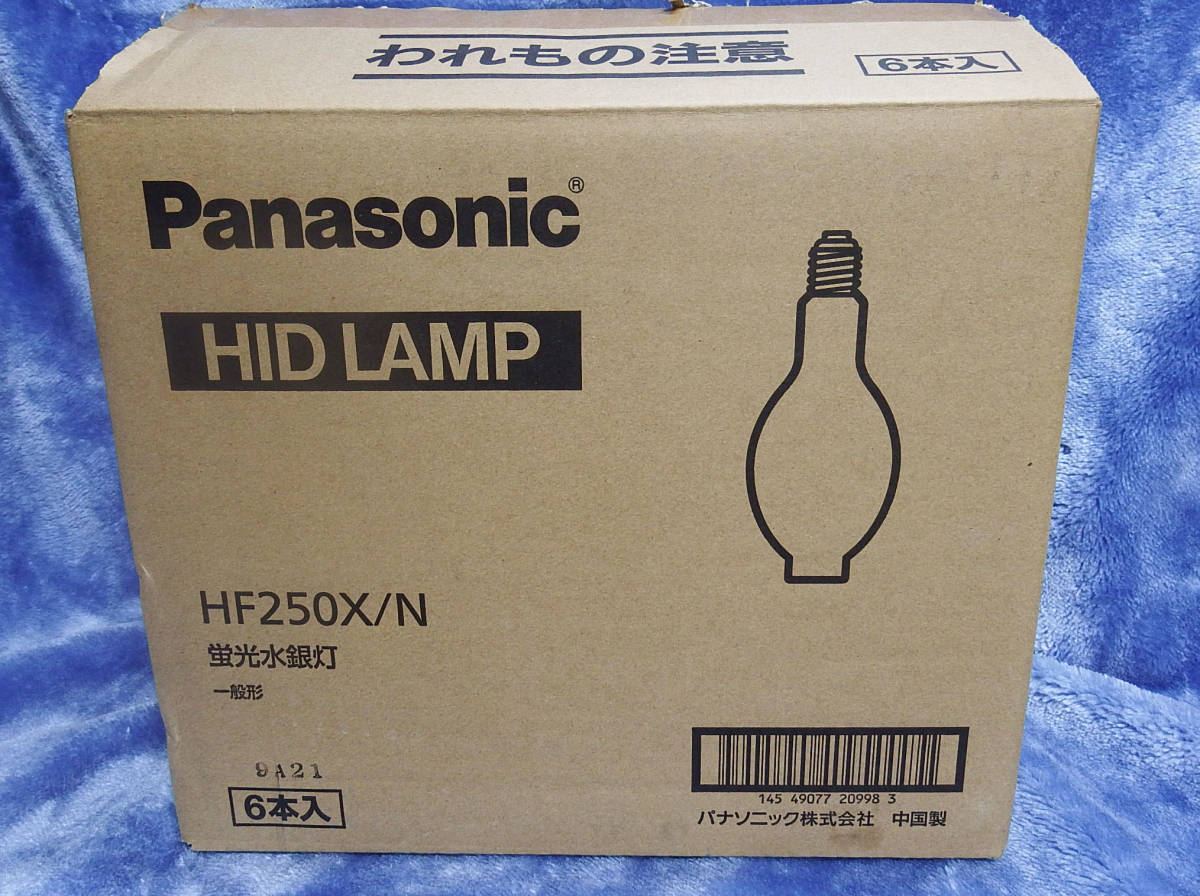 われもの注意
6本入
Panasonic®
HID LAMP
HF250X/N
蛍光水銀灯
一般形
9A21
6本入
145 49077 20998 3
パナソニック株式会社 中国製